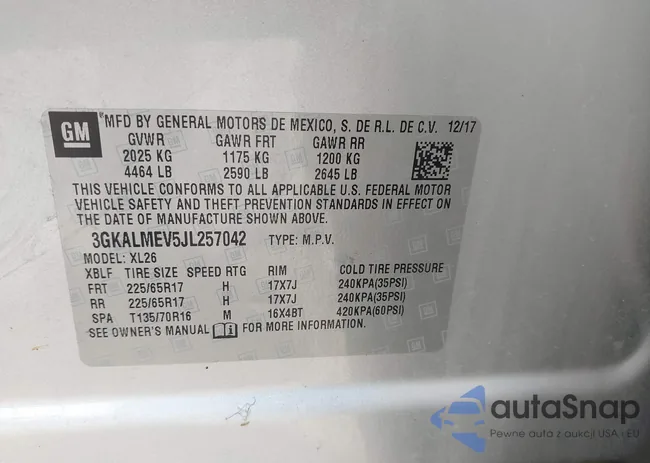 GM
®MFD BY GENERAL MOTORS DE MEXICO, S. DE R.L. DE C.V. 12/17
GVWR GAWR FRT GAWR RR
2025 KG 1175 KG 1200 KG
4464 LB 2590 LB 2645 LB
THIS VEHICLE CONFORMS TO ALL APPLICABLE U.S. FEDERAL MOTOR
VEHICLE SAFETY AND THEFT PREVENTION STANDARDS IN EFFECT ON
THE DATE OF MANUFACTURE SHOWN ABOVE.
3GKALMEV5JL257042 TYPE: M.P.V.
MODEL: XL26
XBLF TIRE SIZE SPEED RTG RIM COLD TIRE PRESSURE
FRT 225/65R17 H 17X7J 240KPA(35PSI)
RR 225/65R17 H 17X7J 240KPA(35PSI)
SPA T135/70R16 M 16X4BT 420KPA(60PSI)
SEE OWNER'S MANUAL FOR MORE INFORMATION.
autoSnap
Pewne auta z aukcji USA i EU